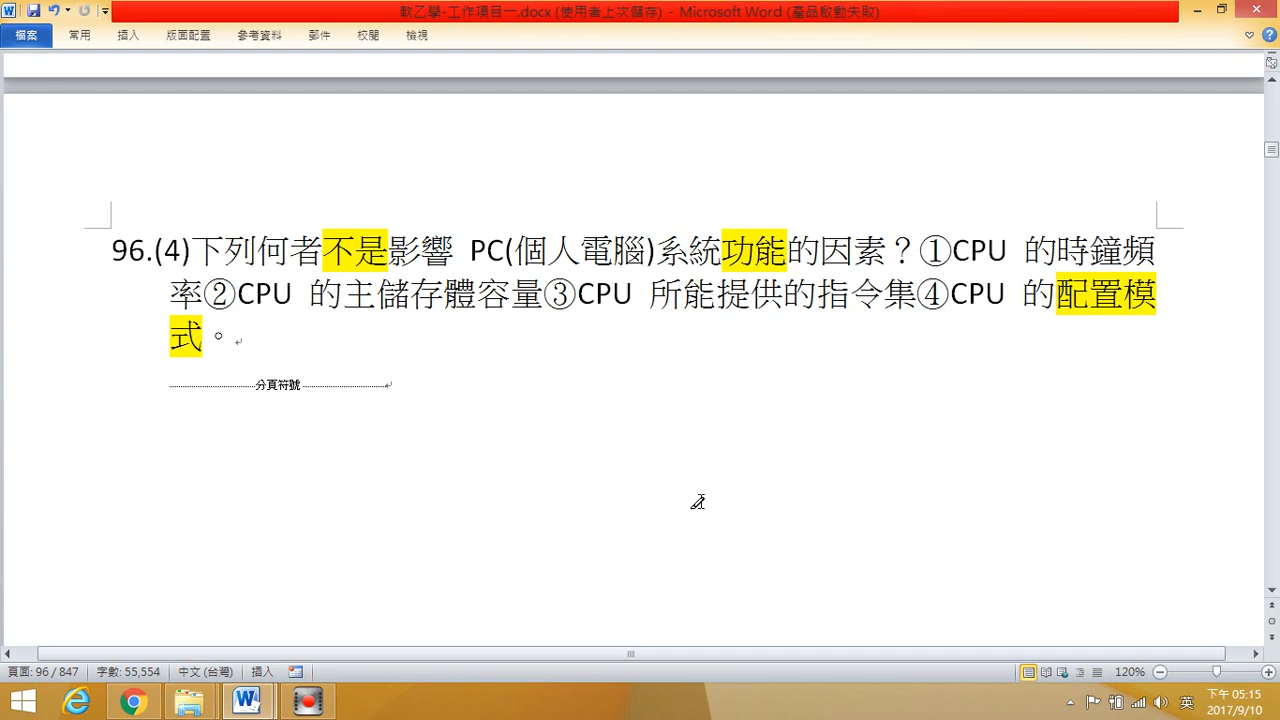 軟乙學-工作項目一.docx (使用者上次儲存) - Microsoft Word (產品啟動失敗)
檔案 常用 插入 版面配置 參考資料 郵件 校閱 檢視
96.(4)下列何者不是影響 PC(個人電腦)系統功能的因素？①CPU 的時鐘頻
率②CPU 的主儲存體容量③CPU 所能提供的指令集④CPU 的配置模
式。
分頁符號
頁面: 96 / 847 字數: 55,554 中文 (台灣) 插入 120%
英 下午 05:15
2017/9/10